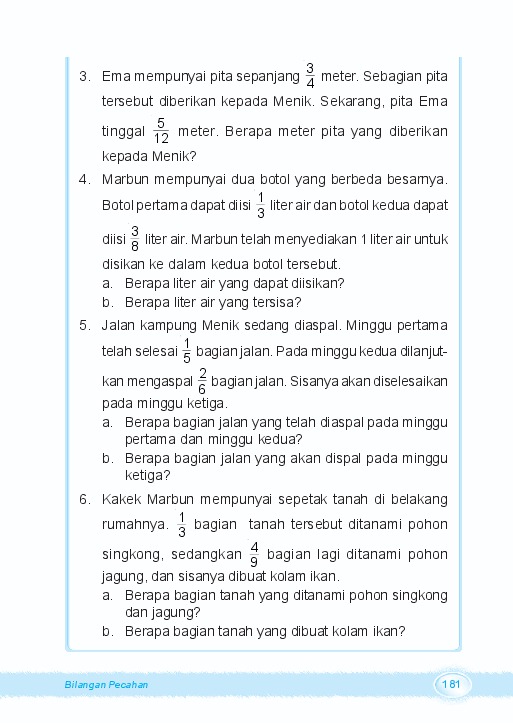 3. Ema mempunyai pita sepanjang 3/4 meter. Sebagian pita
tersebut diberikan kepada Menik. Sekarang, pita Ema
tinggal 5/12 meter. Berapa meter pita yang diberikan
kepada Menik?
4. Marbun mempunyai dua botol yang berbeda besarnya.
Botol pertama dapat diisi 1/3 liter air dan botol kedua dapat
diisi 3/8 liter air. Marbun telah menyediakan 1 liter air untuk
disikan ke dalam kedua botol tersebut.
a. Berapa liter air yang dapat diisikan?
b. Berapa liter air yang tersisa?
5. Jalan kampung Menik sedang diaspal. Minggu pertama
telah selesai 1/5 bagian jalan. Pada minggu kedua dilanjut-
kan mengaspal 2/6 bagian jalan. Sisanya akan diselesaikan
pada minggu ketiga.
a. Berapa bagian jalan yang telah diaspal pada minggu
pertama dan minggu kedua?
b. Berapa bagian jalan yang akan dispal pada minggu
ketiga?
6. Kakek Marbun mempunyai sepetak tanah di belakang
rumahnya. 1/3 bagian tanah tersebut ditanami pohon
singkong, sedangkan 4/9 bagian lagi ditanami pohon
jagung, dan sisanya dibuat kolam ikan.
a. Berapa bagian tanah yang ditanami pohon singkong
dan jagung?
b. Berapa bagian tanah yang dibuat kolam ikan?
Bilangan Pecahan
181